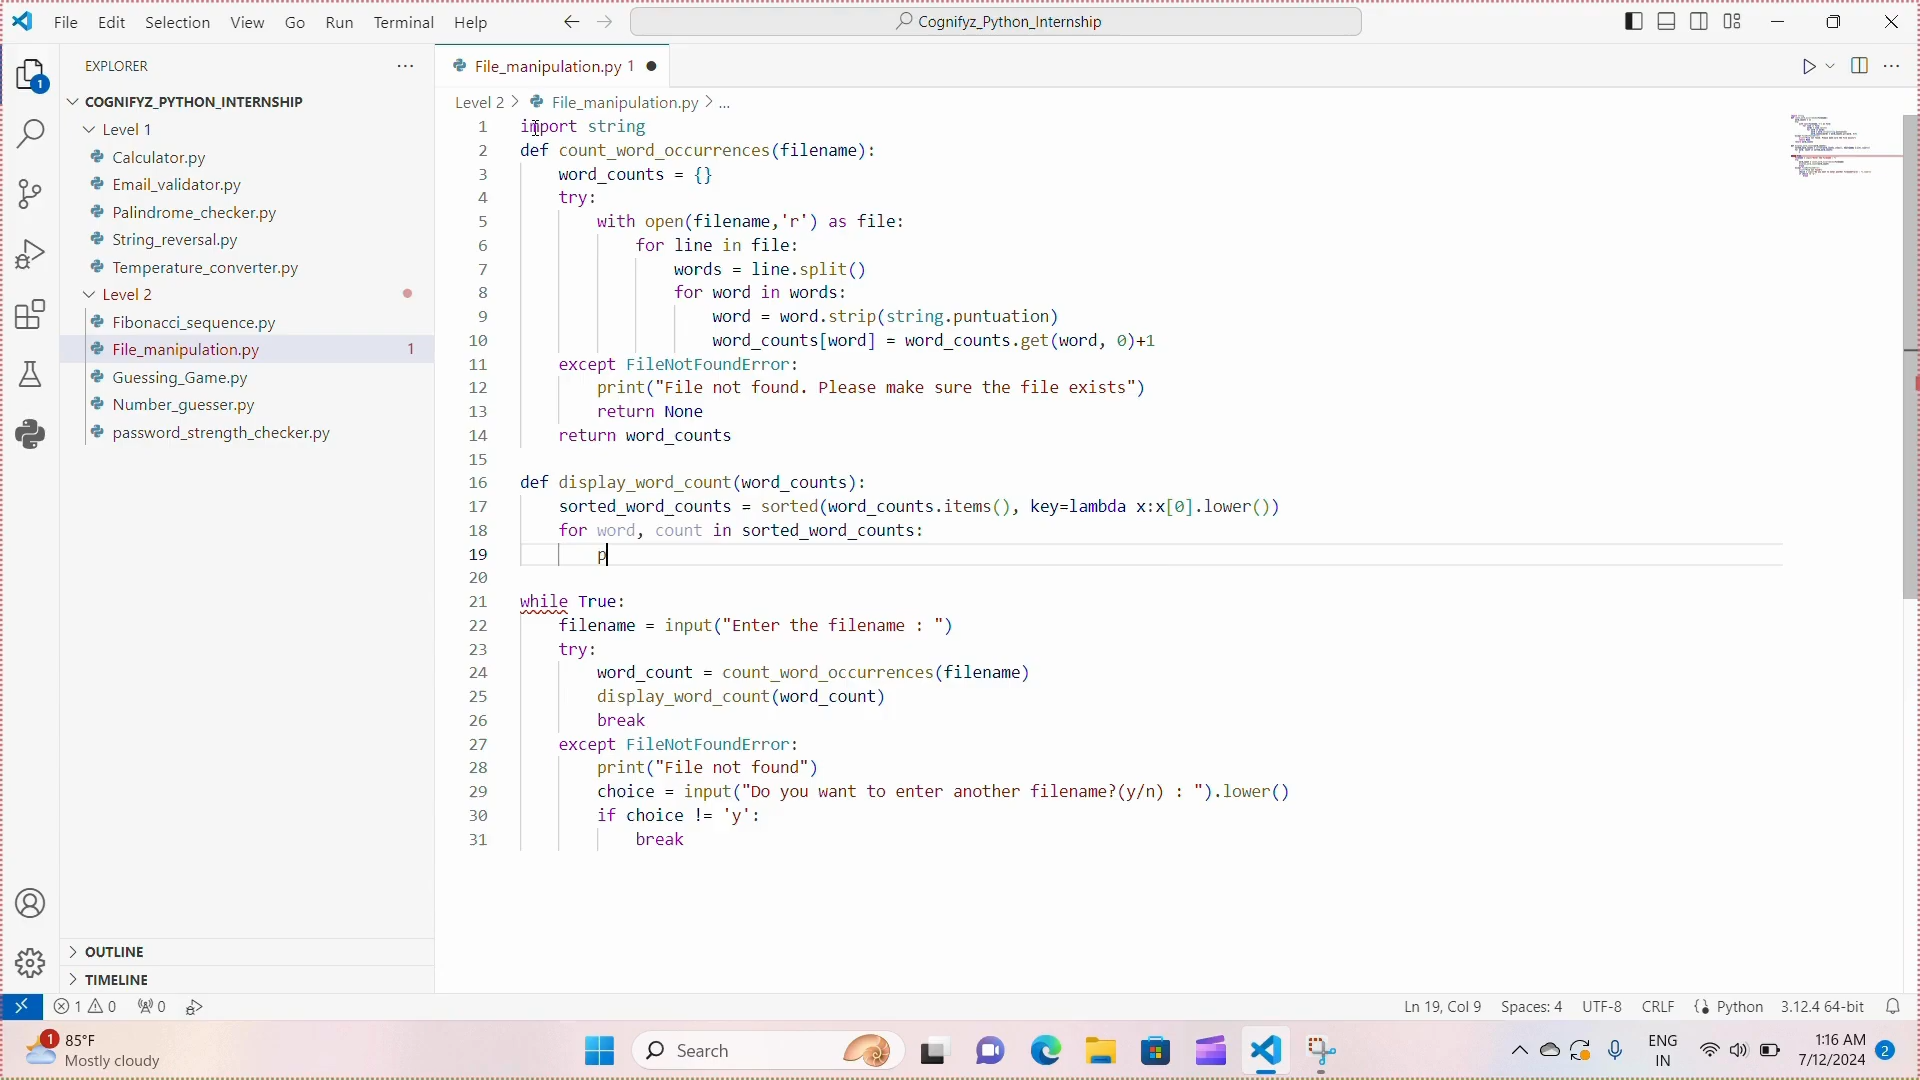 File Edit Selection View Go Run Terminal Help
Cognifyz_Python_Internship
EXPLORER
COGNIFYZ_PYTHON_INTERNSHIP
Level 1
Calculator.py
Email_validator.py
Palindrome_checker.py
String_reversal.py
Temperature_converter.py
Level 2
Fibonacci_sequence.py
File_manipulation.py 1
Guessing_Game.py
Number_guesser.py
password_strength_checker.py
OUTLINE
TIMELINE
1
File_manipulation.py 1
Level 2 > File_manipulation.py > ...
1 import string
2 def count_word_occurrences(filename):
3 word_counts = {}
4 try:
5 with open(filename,'r') as file:
6 for line in file:
7 words = line.split()
8 for word in words:
9 word = word.strip(string.puntuation)
10 word_counts[word] = word_counts.get(word, 0)+1
11 except FileNotFoundError:
12 print("File not found. Please make sure the file exists")
13 return None
14 return word_counts
15
16 def display_word_count(word_counts):
17 sorted_word_counts = sorted(word_counts.items(), key=lambda x:x[0].lower())
18 for word, count in sorted_word_counts:
19 p
20
21 while True:
22 filename = input("Enter the filename : ")
23 try:
24 word_count = count_word_occurrences(filename)
25 display_word_count(word_count)
26 break
27 except FileNotFoundError:
28 print("File not found")
29 choice = input("Do you want to enter another filename?(y/n) : ").lower()
30 if choice != 'y':
31 break
1 0 0 Ln 19, Col 9 Spaces: 4 UTF-8 CRLF {} Python 3.12.4 64-bit
1 85°F
Mostly cloudy
Search
ENG
IN
1:16 AM
7/12/2024
2